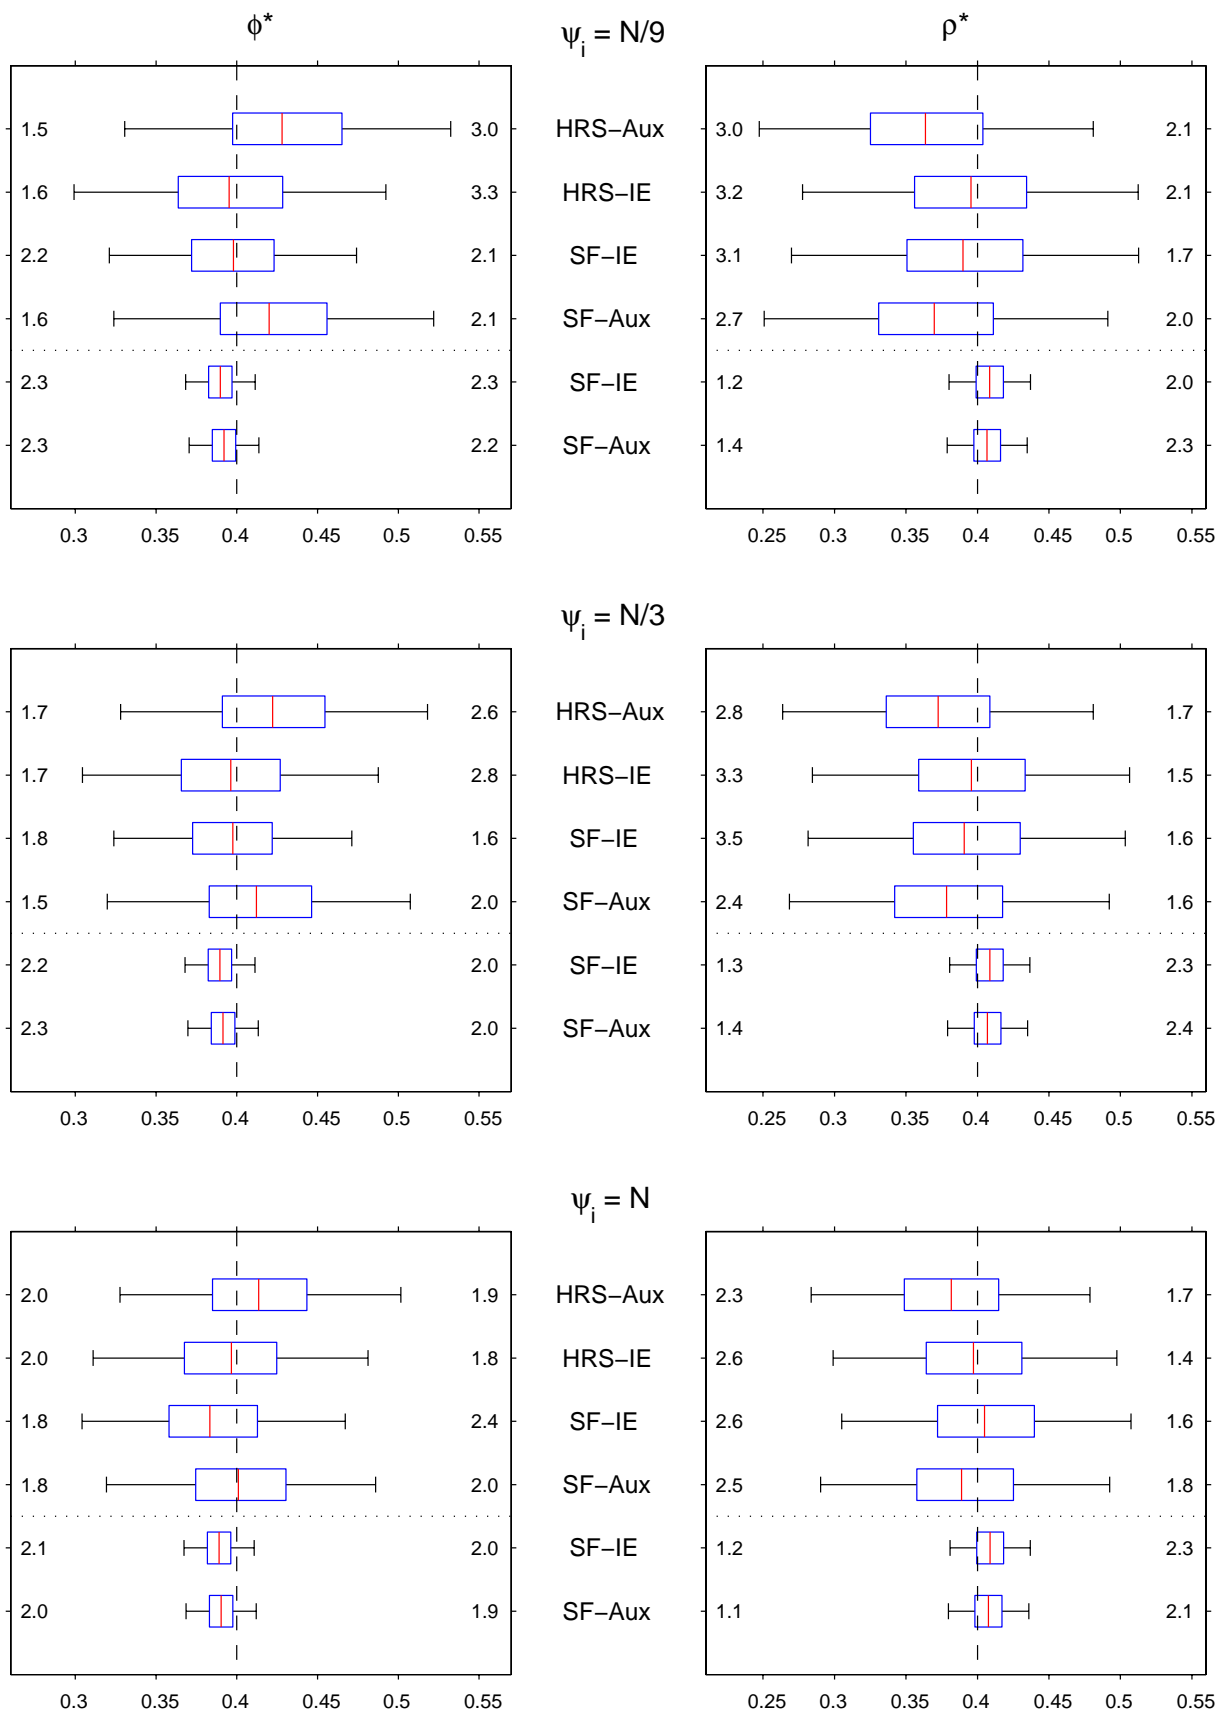 φ* ψi = N/9 ρ*
1.5 3.0 HRS−Aux 3.0 2.1
1.6 3.3 HRS−IE 3.2 2.1
2.2 2.1 SF−IE 3.1 1.7
1.6 2.1 SF−Aux 2.7 2.0
2.3 2.3 SF−IE 1.2 2.0
2.3 2.2 SF−Aux 1.4 2.3
0.3 0.35 0.4 0.45 0.5 0.55 0.25 0.3 0.35 0.4 0.45 0.5 0.55
ψi = N/3
1.7 2.6 HRS−Aux 2.8 1.7
1.7 2.8 HRS−IE 3.3 1.5
1.8 1.6 SF−IE 3.5 1.6
1.5 2.0 SF−Aux 2.4 1.6
2.2 2.0 SF−IE 1.3 2.3
2.3 2.0 SF−Aux 1.4 2.4
0.3 0.35 0.4 0.45 0.5 0.55 0.25 0.3 0.35 0.4 0.45 0.5 0.55
ψi = N
2.0 1.9 HRS−Aux 2.3 1.7
2.0 1.8 HRS−IE 2.6 1.4
1.8 2.4 SF−IE 2.6 1.6
1.8 2.0 SF−Aux 2.5 1.8
2.1 2.0 SF−IE 1.2 2.3
2.0 1.9 SF−Aux 1.1 2.1
0.3 0.35 0.4 0.45 0.5 0.55 0.25 0.3 0.35 0.4 0.45 0.5 0.55